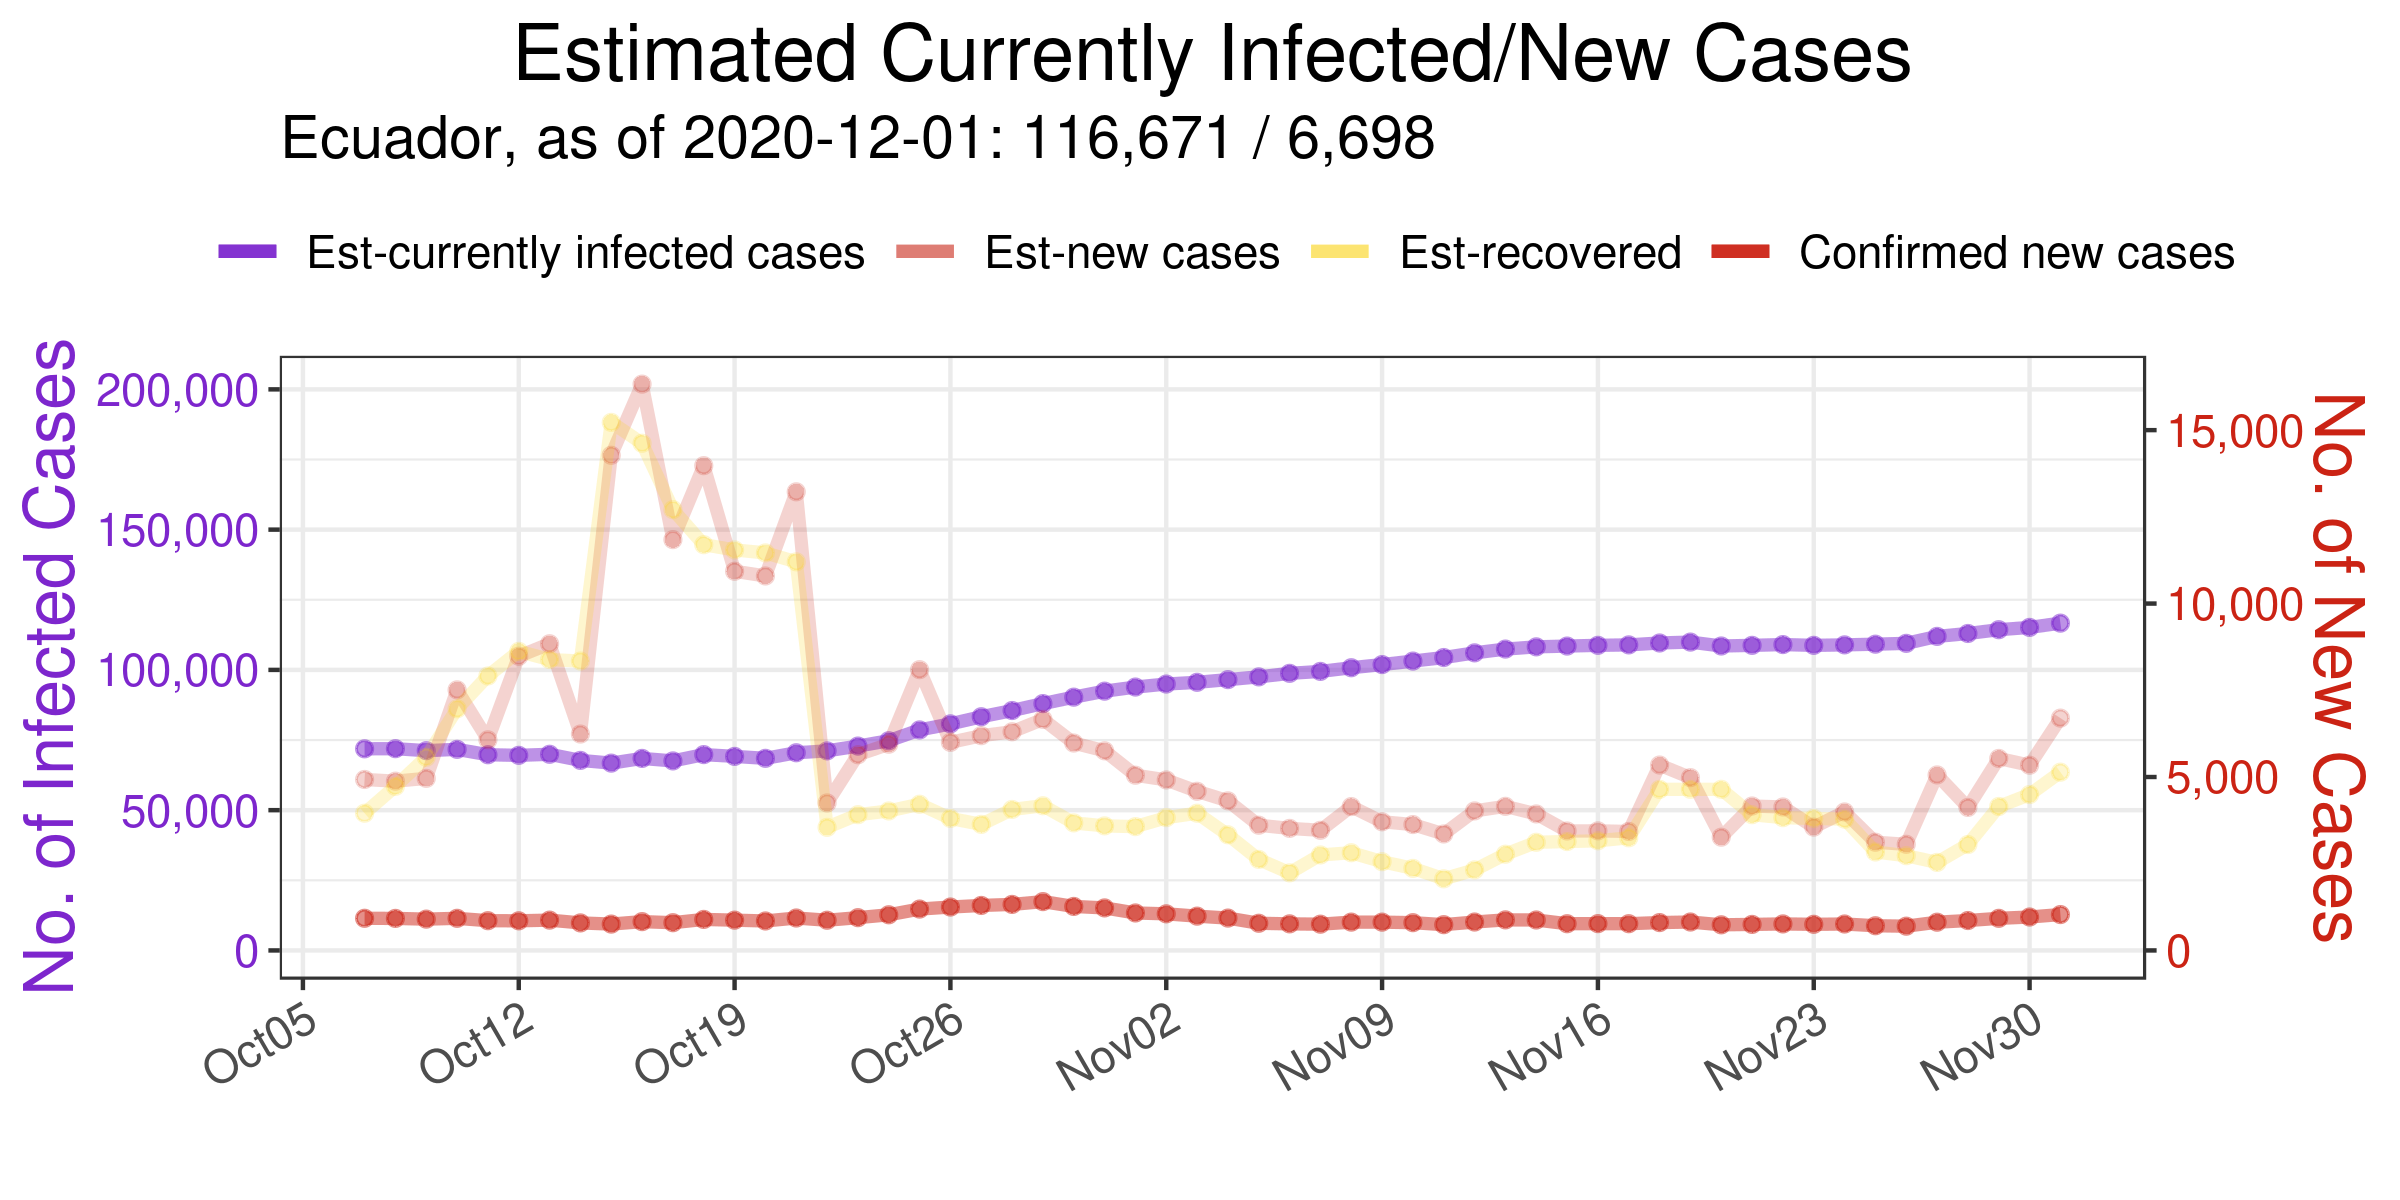 Estimated Currently Infected/New Cases
Ecuador, as of 2020-12-01: 116,671 / 6,698
Est-currently infected cases Est-new cases Est-recovered Confirmed new cases
No. of Infected Cases
200,000
150,000
100,000
50,000
0
15,000
10,000
5,000
0
No. of New Cases
Oct05 Oct12 Oct19 Oct26 Nov02 Nov09 Nov16 Nov23 Nov30